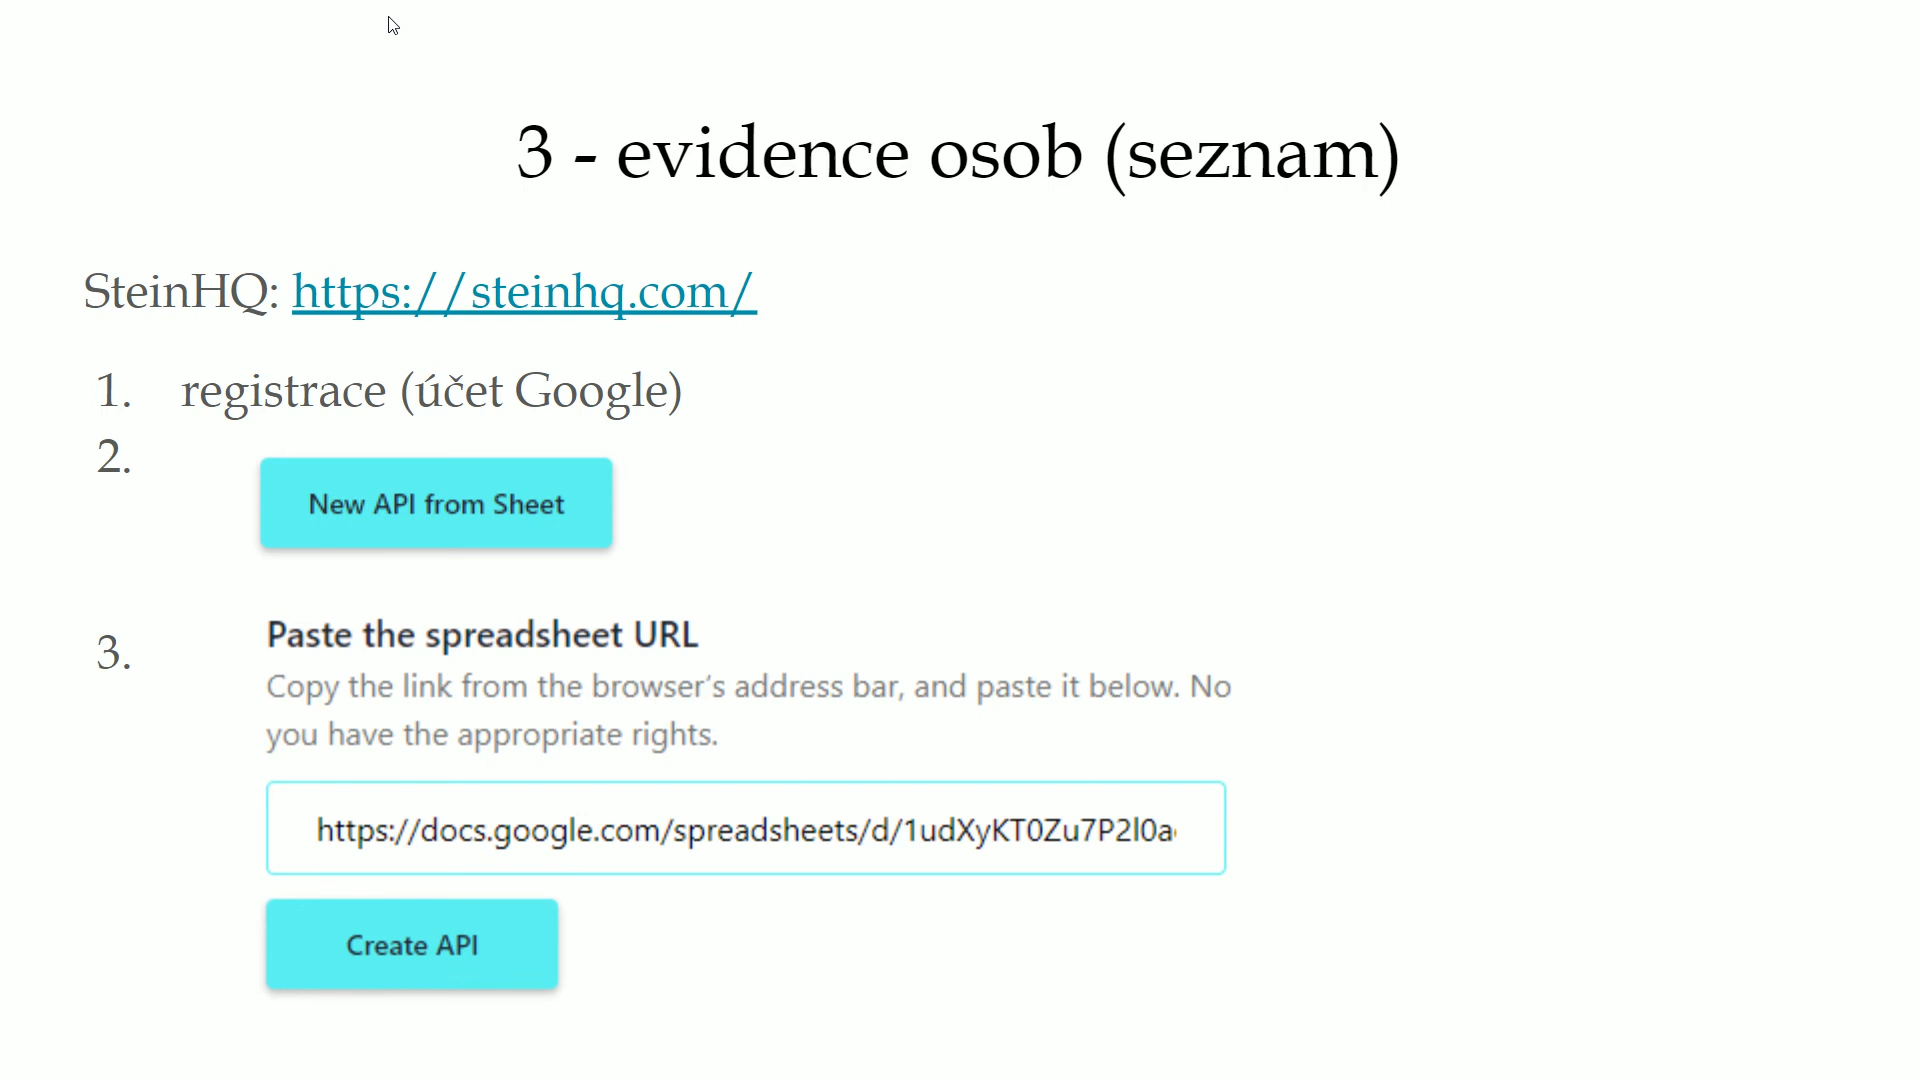 3 - evidence osob (seznam)
SteinHQ: https://steinhq.com/
1. registrace (účet Google)
2.
New API from Sheet
3.
Paste the spreadsheet URL
Copy the link from the browser's address bar, and paste it below. No
you have the appropriate rights.
https://docs.google.com/spreadsheets/d/1udXyKT0Zu7P2l0a
Create API